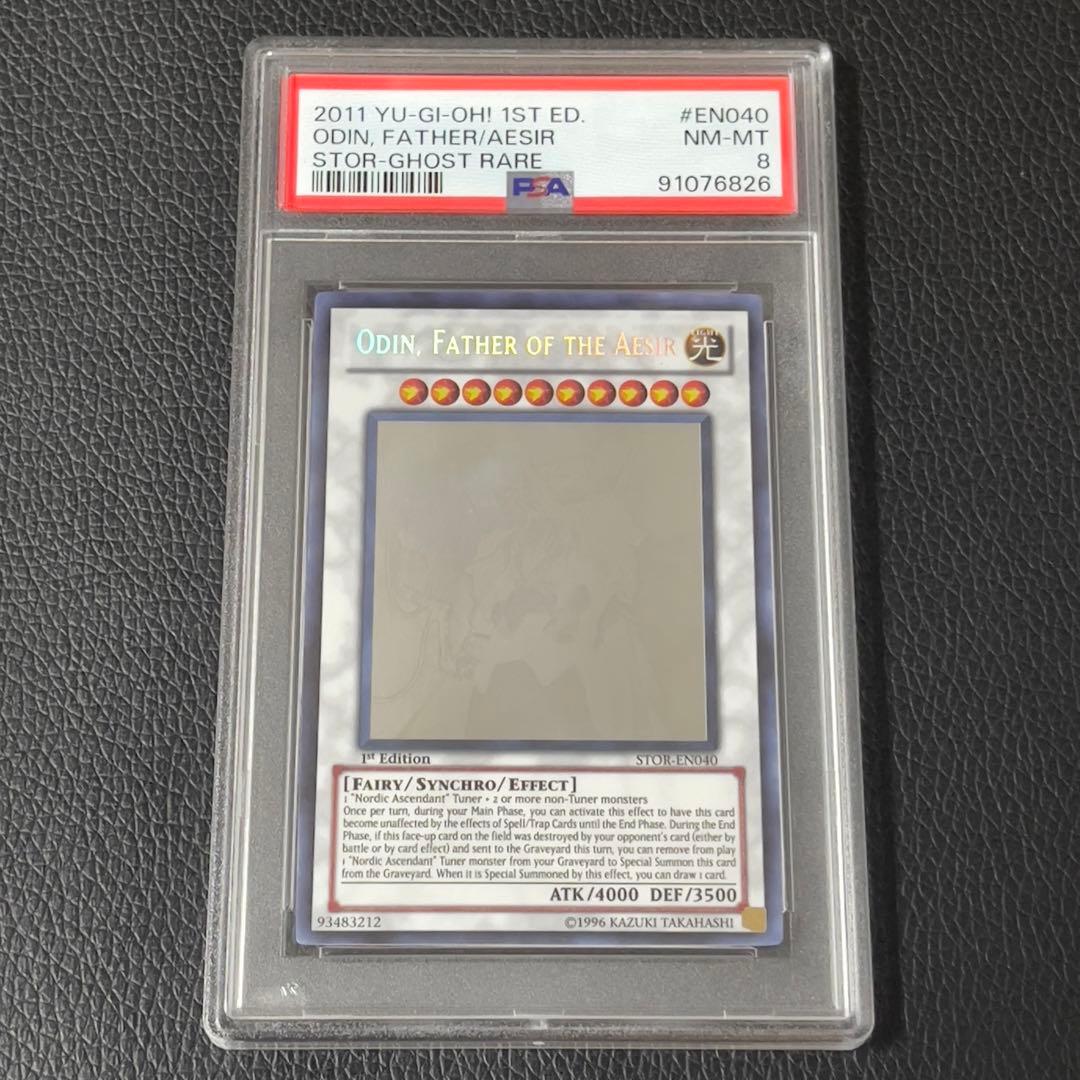 2011 YU-GI-OH! 1ST ED. #EN040
ODIN, FATHER/AESIR NM-MT
STOR-GHOST RARE 8
PSA 91076826
ODIN, FATHER OF THE AESIR
LIGHT
光
1st Edition STOR-EN040
[FAIRY/SYNCHRO/EFFECT]
1 "Nordic Ascendant" Tuner + 2 or more non-Tuner monsters
Once per turn, during your Main Phase, you can activate this effect to have this card
become unaffected by the effects of Spell/Trap Cards until the End Phase. During the End
Phase, if this face-up card on the field was destroyed by your opponent's card (either by
battle or by card effect) and sent to the Graveyard this turn, you can remove from play
1 "Nordic Ascendant" Tuner monster from your Graveyard to Special Summon this card
from the Graveyard. When it is Special Summoned by this effect, you can draw 1 card.
ATK/4000 DEF/3500
93483212 ©1996 KAZUKI TAKAHASHI